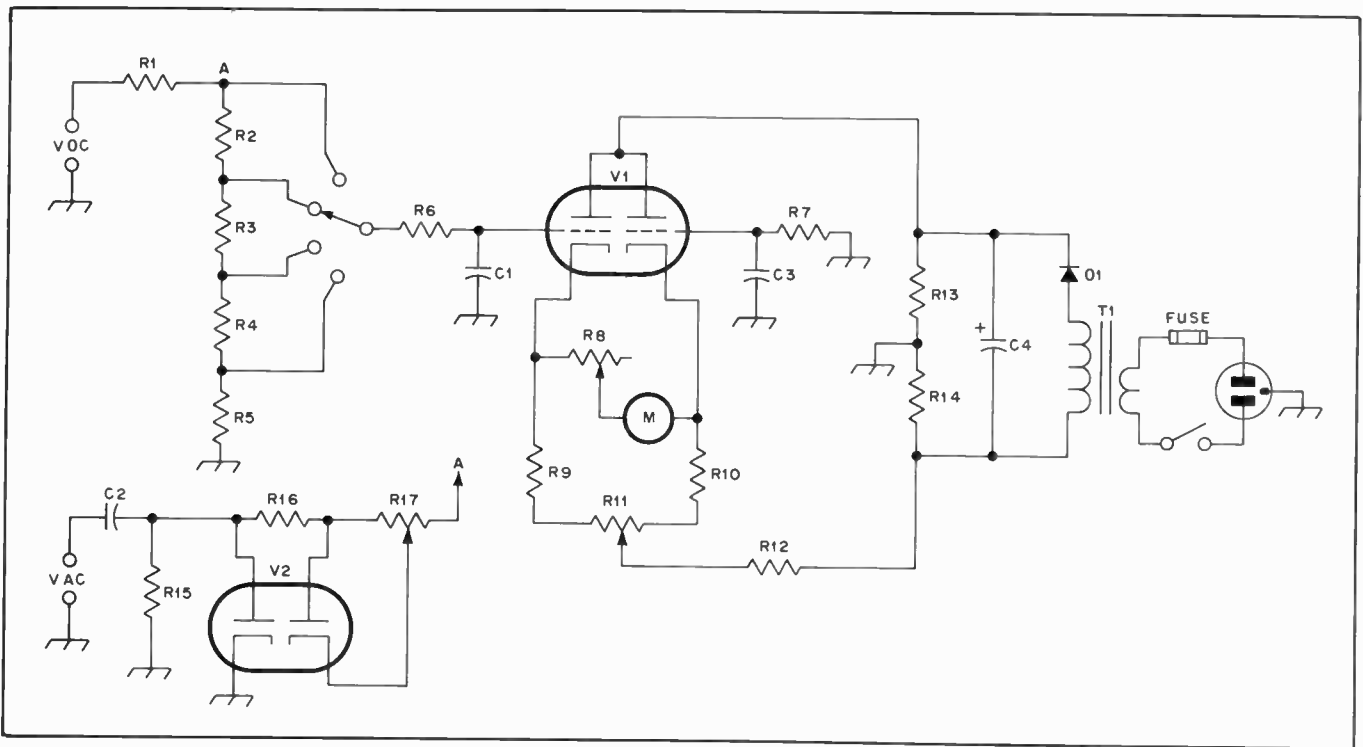 R1
A
R2
VOC
R3
R4
R5
R6
C1
V1
R7
C3
R8
M
R9
R10
R11
R12
R13
R14
+
C4
D1
T1
FUSE
A
C2
R16
R17
VAC
R15
V2